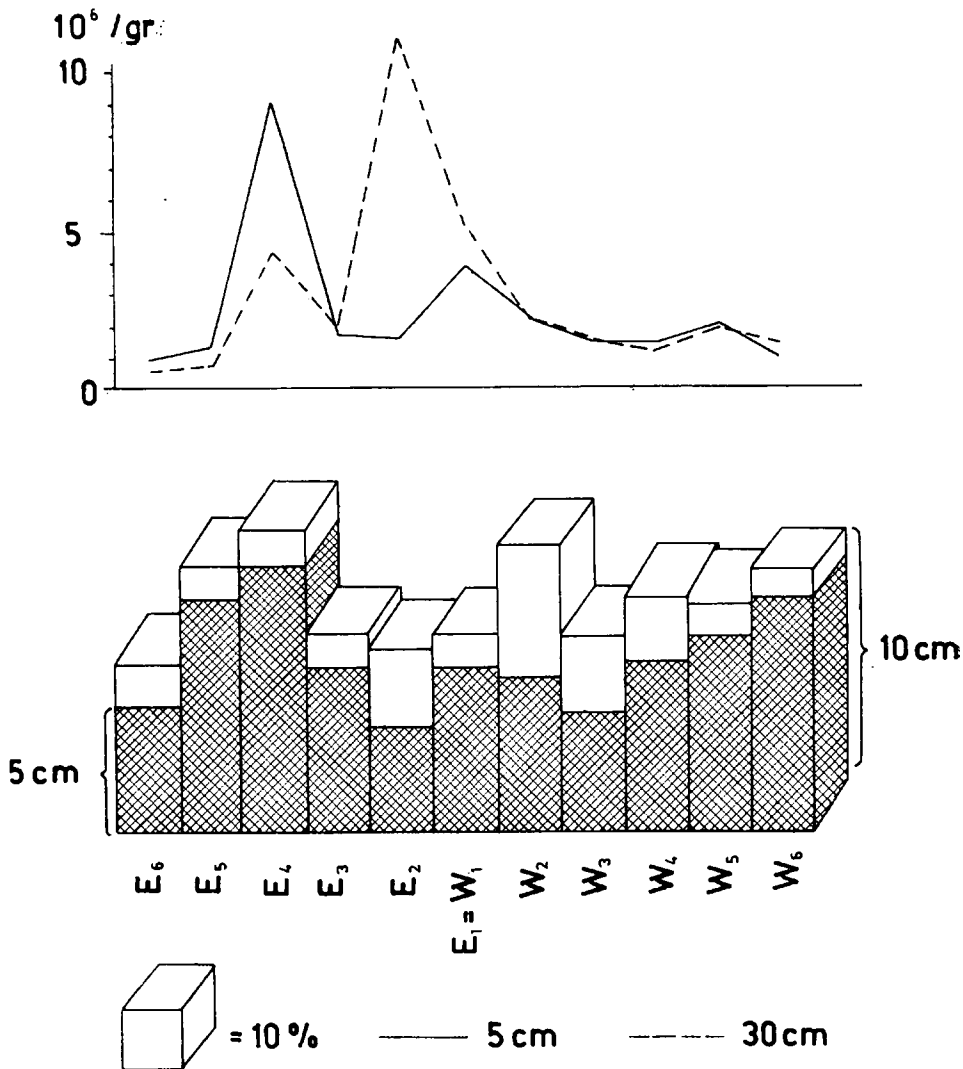 10⁶/gr.
10
5
0
5 cm
10 cm
E₆ E₅ E₄ E₃ E₂ E₁ = W₁ W₂ W₃ W₄ W₅ W₆
= 10 % 5 cm 30 cm